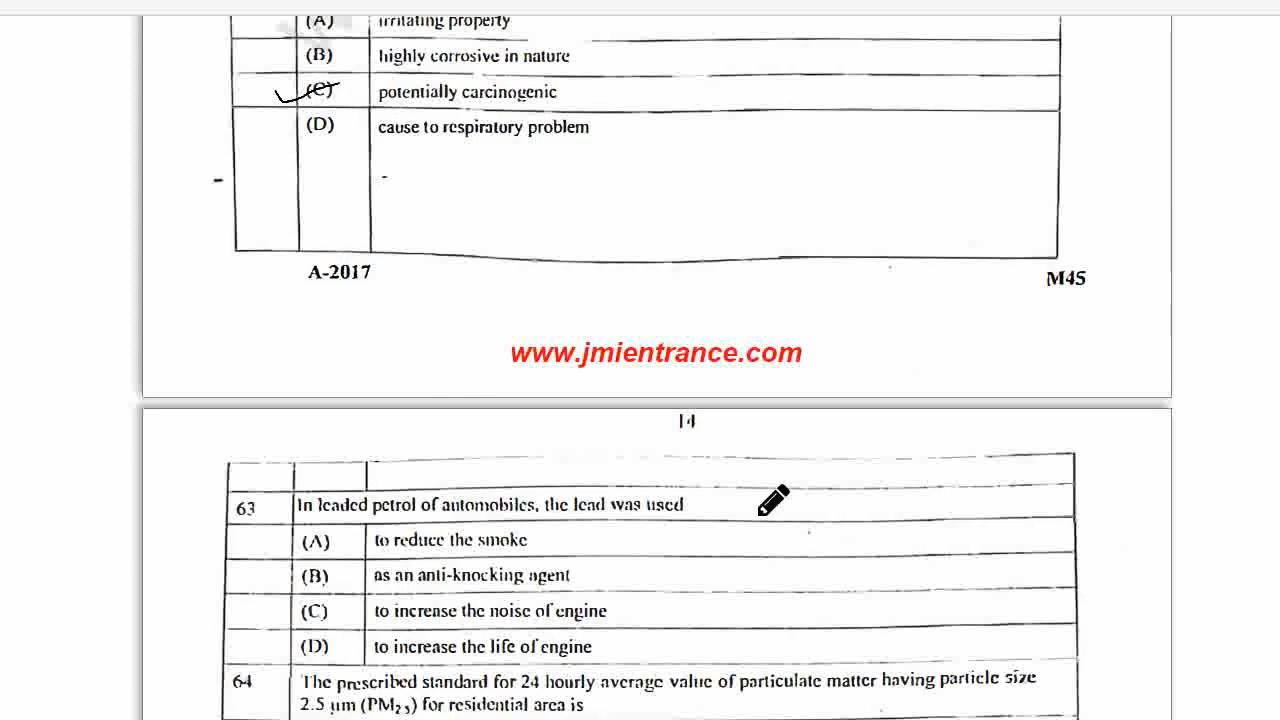 (A) irritating property
(B) highly corrosive in nature
(C) potentially carcinogenic
(D) cause to respiratory problem
A-2017 M45
www.jmientrance.com
14
63 In leaded petrol of automobiles, the lead was used
(A) to reduce the smoke
(B) as an anti-knocking agent
(C) to increase the noise of engine
(D) to increase the life of engine
64 The prescribed standard for 24 hourly average value of particulate matter having particle size
2.5 µm (PM2.5) for residential area is